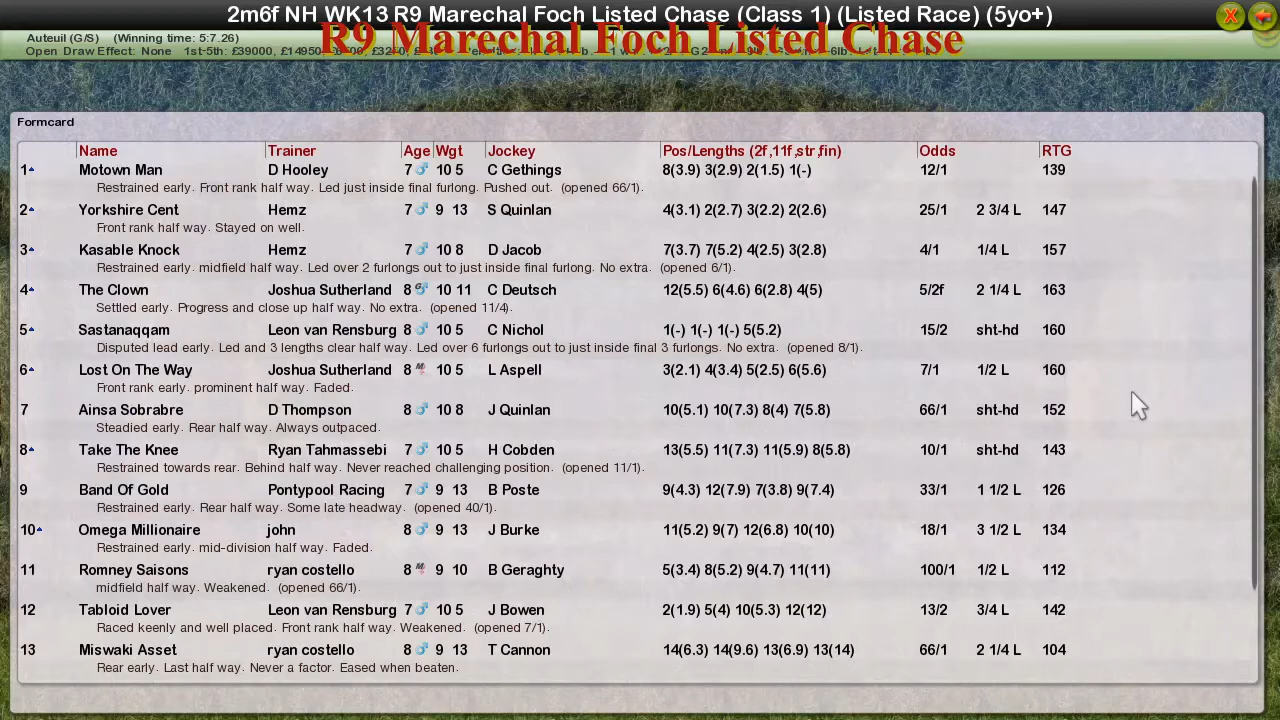 2m6f NH WK13 R9 Marechal Foch Listed Chase (Class 1) (Listed Race) (5yo+)
R9 Marechal Foch Listed Chase
Auteuil (G/S) (Winning time: 5:7.26)
Open Draw Effect: None 1st-5th: £39000, £14950,
Formcard
Name Trainer Age Wgt Jockey Pos/Lengths (2f,11f,str,fin) Odds RTG
1 Motown Man D Hooley 7 10 5 C Gethings 8(3.9) 3(2.9) 2(1.5) 1(-) 12/1 139
Restrained early. Front rank half way. Led just inside final furlong. Pushed out. (opened 66/1).
2 Yorkshire Cent Hemz 7 9 13 S Quinlan 4(3.1) 2(2.7) 3(2.2) 2(2.6) 25/1 2 3/4 L 147
Front rank half way. Stayed on well.
3 Kasable Knock Hemz 7 10 8 D Jacob 7(3.7) 7(5.2) 4(2.5) 3(2.8) 4/1 1/4 L 157
Restrained early. midfield half way. Led over 2 furlongs out to just inside final furlong. No extra. (opened 6/1).
4 The Clown Joshua Sutherland 8 10 11 C Deutsch 12(5.5) 6(4.6) 6(2.8) 4(5) 5/2f 2 1/4 L 163
Settled early. Progress and close up half way. No extra. (opened 11/4).
5 Sastanaqqam Leon van Rensburg 8 10 5 C Nichol 1(-) 1(-) 1(-) 5(5.2) 15/2 sht-hd 160
Disputed lead early. Led and 3 lengths clear half way. Led over 6 furlongs out to just inside final 3 furlongs. No extra. (opened 8/1).
6 Lost On The Way Joshua Sutherland 8 10 5 L Aspell 3(2.1) 4(3.4) 5(2.5) 6(5.6) 7/1 1/2 L 160
Front rank early. prominent half way. Faded.
7 Ainsa Sobrabre D Thompson 8 10 8 J Quinlan 10(5.1) 10(7.3) 8(4) 7(5.8) 66/1 sht-hd 152
Steadied early. Rear half way. Always outpaced.
8 Take The Knee Ryan Tahmassebi 7 10 5 H Cobden 13(5.5) 11(7.3) 11(5.9) 8(5.8) 10/1 sht-hd 143
Restrained towards rear. Behind half way. Never reached challenging position. (opened 11/1).
9 Band Of Gold Pontypool Racing 7 9 13 B Poste 9(4.3) 12(7.9) 7(3.8) 9(7.4) 33/1 1 1/2 L 126
Restrained early. Rear half way. Some late headway. (opened 40/1).
10 Omega Millionaire john 8 9 13 J Burke 11(5.2) 9(7) 12(6.8) 10(10) 18/1 3 1/2 L 134
Restrained early. mid-division half way. Faded.
11 Romney Saisons ryan costello 8 9 10 B Geraghty 5(3.4) 8(5.2) 9(4.7) 11(11) 100/1 1/2 L 112
midfield half way. Weakened. (opened 66/1).
12 Tabloid Lover Leon van Rensburg 7 10 5 J Bowen 2(1.9) 5(4) 10(5.3) 12(12) 13/2 3/4 L 142
Raced keenly and well placed. Front rank half way. Weakened. (opened 7/1).
13 Miswaki Asset ryan costello 8 9 13 T Cannon 14(6.3) 14(9.6) 13(6.9) 13(14) 66/1 2 1/4 L 104
Rear early. Last half way. Never a factor. Eased when beaten.